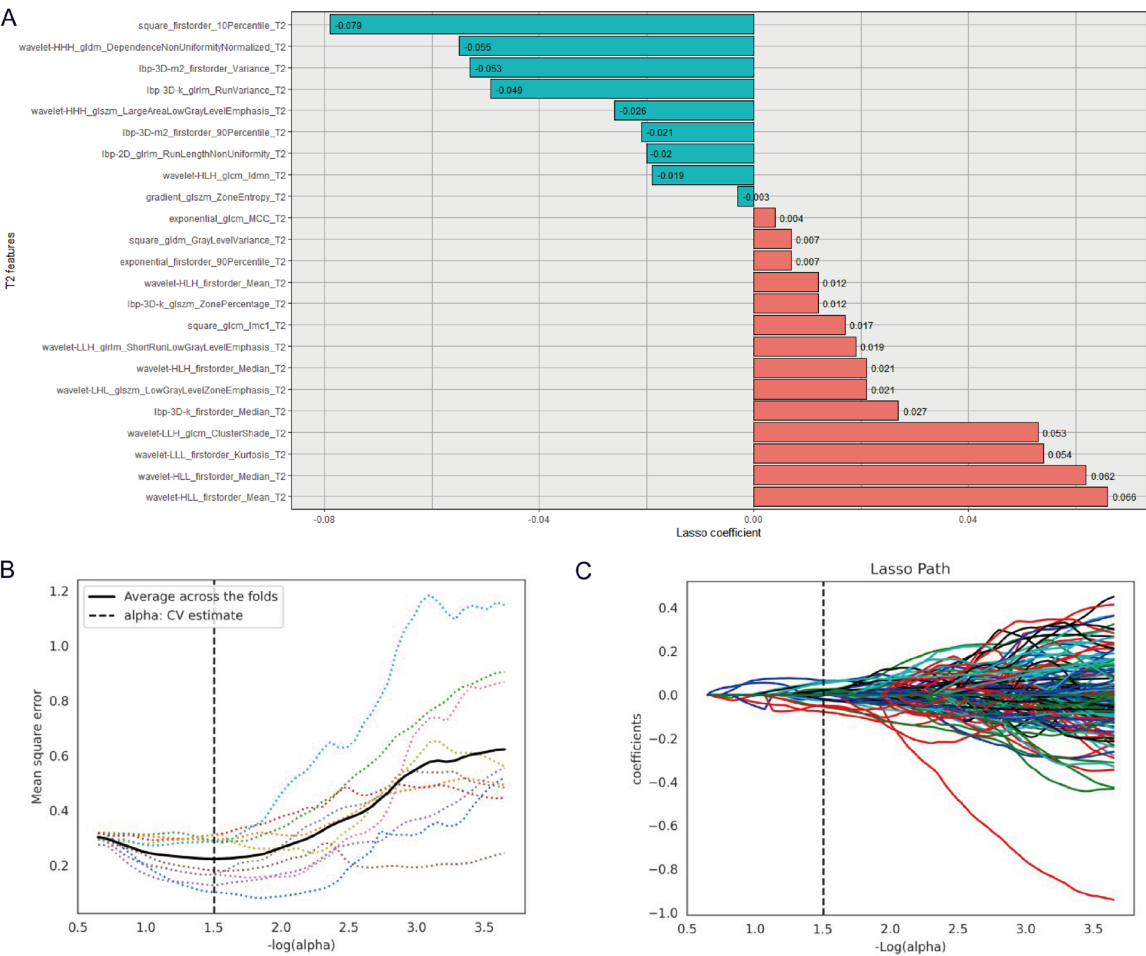 A
T2 features
square_firstorder_10Percentile_T2
-0.079
wavelet-HHH_gldm_DependenceNonUniformityNormalized_T2
-0.055
lbp-3D-m2_firstorder_Variance_T2
-0.053
lbp-3D-k_glrlm_RunVariance_T2
-0.049
wavelet-HHH_glszm_LargeAreaLowGrayLevelEmphasis_T2
-0.026
lbp-3D-m2_firstorder_90Percentile_T2
-0.021
lbp-2D_glrlm_RunLengthNonUniformity_T2
-0.02
wavelet-HLH_glcm_Idmn_T2
-0.019
gradient_glszm_ZoneEntropy_T2
-0.003
exponential_glcm_MCC_T2
0.004
square_gldm_GrayLevelVariance_T2
0.007
exponential_firstorder_90Percentile_T2
0.007
wavelet-HLH_firstorder_Mean_T2
0.012
lbp-3D-k_glszm_ZonePercentage_T2
0.012
square_glcm_Imc1_T2
0.017
wavelet-LLH_glrlm_ShortRunLowGrayLevelEmphasis_T2
0.019
wavelet-HLH_firstorder_Median_T2
0.021
wavelet-LHL_glszm_LowGrayLevelZoneEmphasis_T2
0.021
lbp-3D-k_firstorder_Median_T2
0.027
wavelet-LLH_glcm_ClusterShade_T2
0.053
wavelet-LLL_firstorder_Kurtosis_T2
0.054
wavelet-HLL_firstorder_Median_T2
0.062
wavelet-HLL_firstorder_Mean_T2
0.066
-0.08 -0.04 0.00 0.04
Lasso coefficient
B
Average across the folds
alpha: CV estimate
Mean square error
1.2
1.0
0.8
0.6
0.4
0.2
0.5 1.0 1.5 2.0 2.5 3.0 3.5
-log(alpha)
C
Lasso Path
coefficients
0.4
0.2
0.0
−0.2
−0.4
−0.6
−0.8
−1.0
0.5 1.0 1.5 2.0 2.5 3.0 3.5
-Log(alpha)